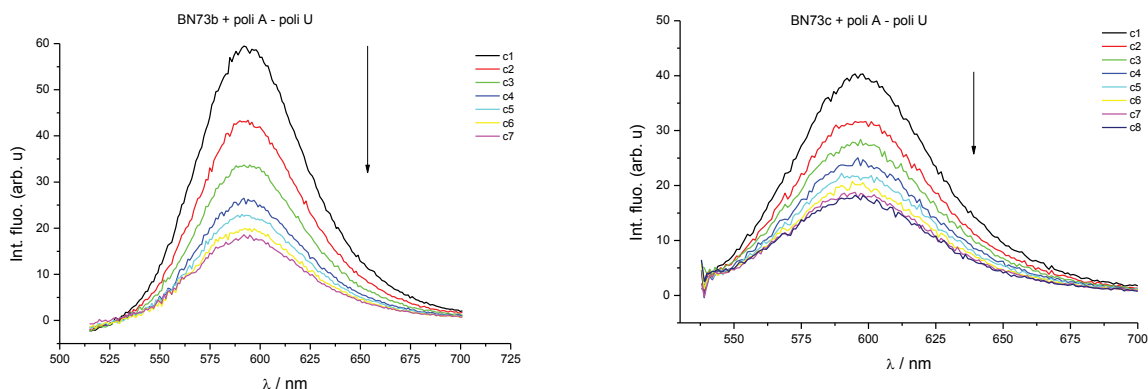 BN73b + poli A - poli U
60
50
40
30
20
10
0
500
525
550
575
600
625
650
675
700
725
Int. fluo. (arb. u)
λ / nm
c1
c2
c3
c4
c5
c6
c7
BN73c + poli A - poli U
50
40
30
20
10
0
550
575
600
625
650
675
700
Int. fluo. (arb. u)
λ / nm
c1
c2
c3
c4
c5
c6
c7
c8